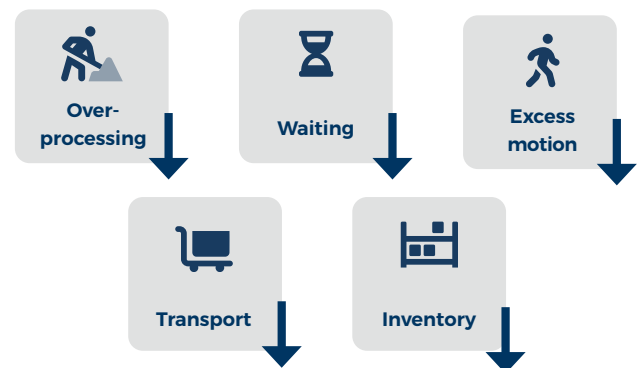 Over-
processing
Waiting
Excess
motion
Transport
Inventory